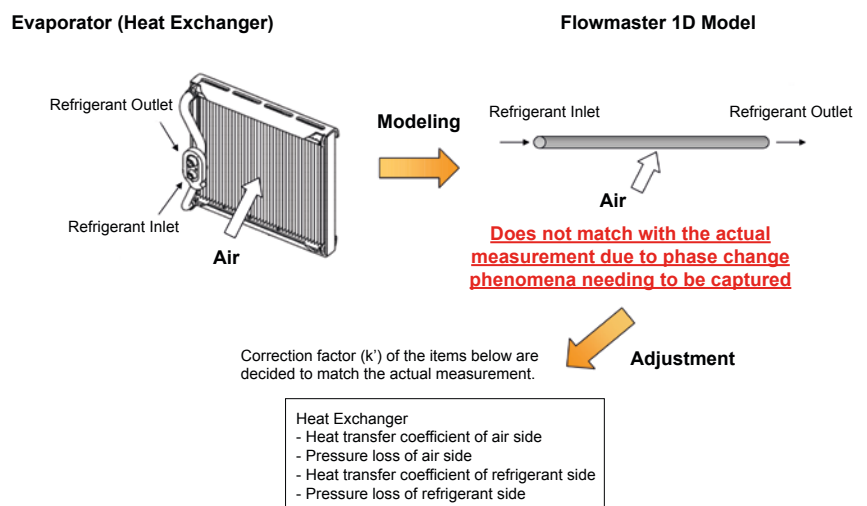 Evaporator (Heat Exchanger)
Flowmaster 1D Model
Refrigerant Outlet
Refrigerant Inlet
Air
Modeling
Refrigerant Inlet
Refrigerant Outlet
Air
Does not match with the actual
measurement due to phase change
phenomena needing to be captured
Adjustment
Correction factor (k') of the items below are
decided to match the actual measurement.
Heat Exchanger
- Heat transfer coefficient of air side
- Pressure loss of air side
- Heat transfer coefficient of refrigerant side
- Pressure loss of refrigerant side